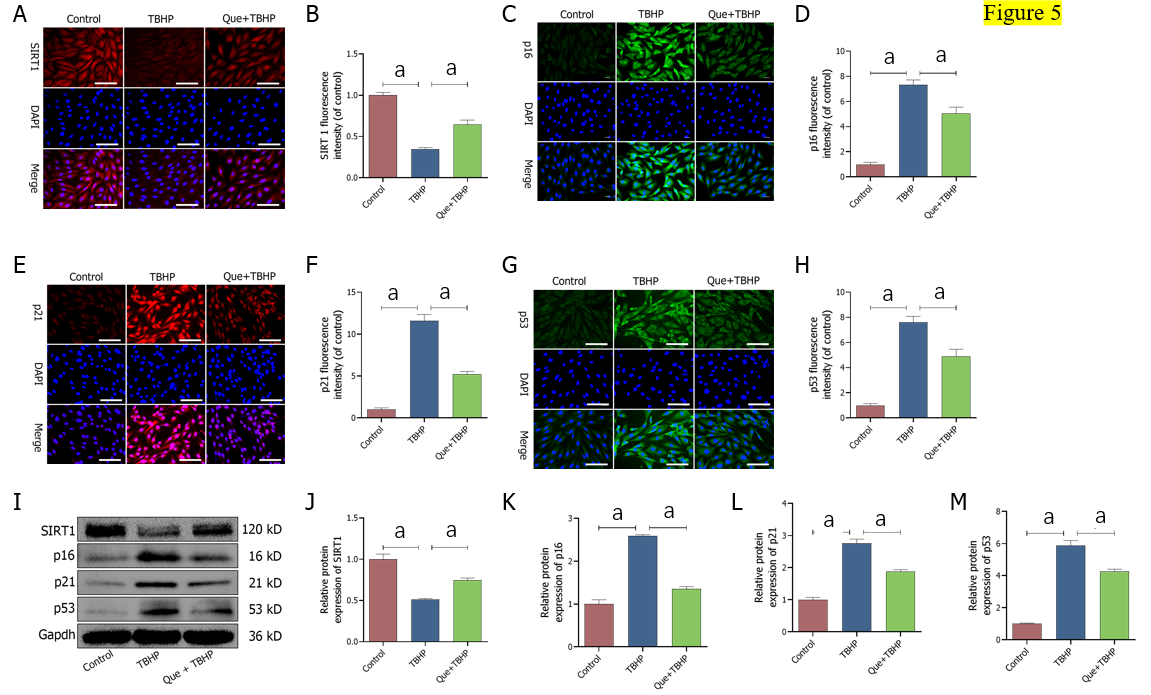 Figure 5
A
Control TBHP Que+TBHP
SIRT1
DAPI
Merge
B
SIRT 1 fluorescence
intensity (of control)
1.5
1.0
0.5
0.0
a a
Control TBHP Que+TBHP
C
Control TBHP Que+TBHP
p16
DAPI
Merge
D
p16 fluorescence
intensity (of control)
10
8
6
4
2
0
a a
Control TBHP Que+TBHP
E
Control TBHP Que+TBHP
p21
DAPI
Merge
F
p21 fluorescence
intensity (of control)
15
10
5
0
a a
Control TBHP Que+TBHP
G
Control TBHP Que+TBHP
p53
DAPI
Merge
H
p53 fluorescence
intensity (of control)
10
8
6
4
2
0
a a
Control TBHP Que+TBHP
I
SIRT1 120 kD
p16 16 kD
p21 21 kD
p53 53 kD
Gapdh 36 kD
Control TBHP Que + TBHP
J
Relative protein
expression of SIRT1
1.5
1.0
0.5
0.0
a a
Control TBHP Que+TBHP
K
Relative protein
expression of p16
3
2
1
0
a a
Control TBHP Que+TBHP
L
Relative protein
expression of p21
4
3
2
1
0
a a
Control TBHP Que+TBHP
M
Relative protein
expression of p53
8
6
4
2
0
a a
Control TBHP Que+TBHP